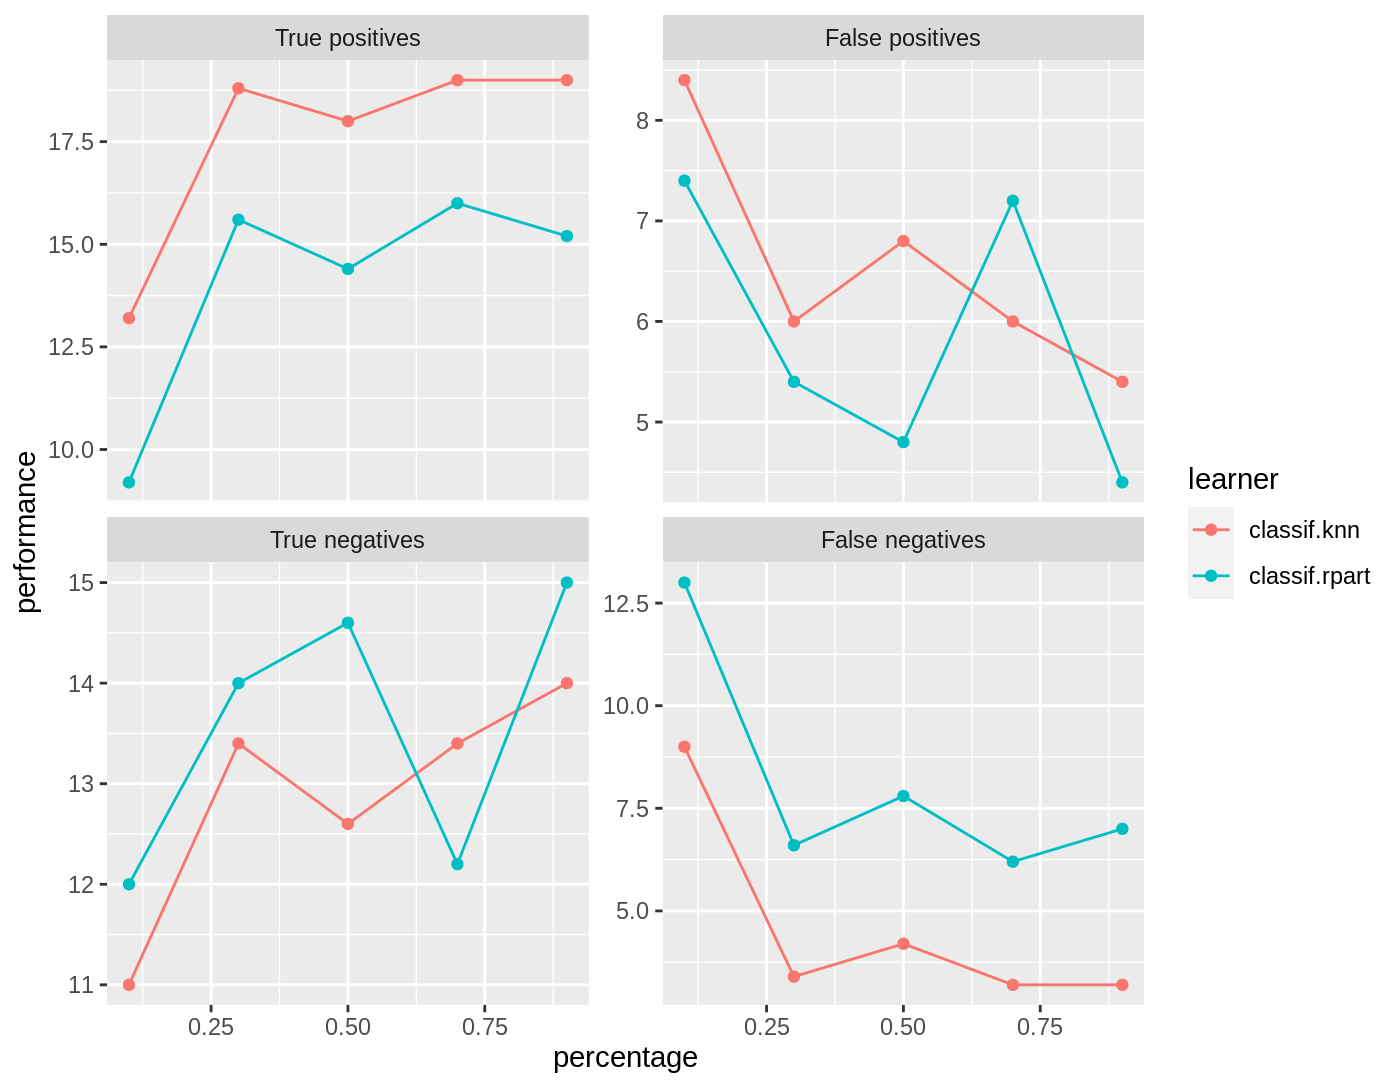 True positives
False positives
17.5
15.0
12.5
10.0
8
7
6
5
performance
True negatives
False negatives
15
14
13
12
11
12.5
10.0
7.5
5.0
0.25 0.50 0.75
0.25 0.50 0.75
percentage
learner
classif.knn
classif.rpart